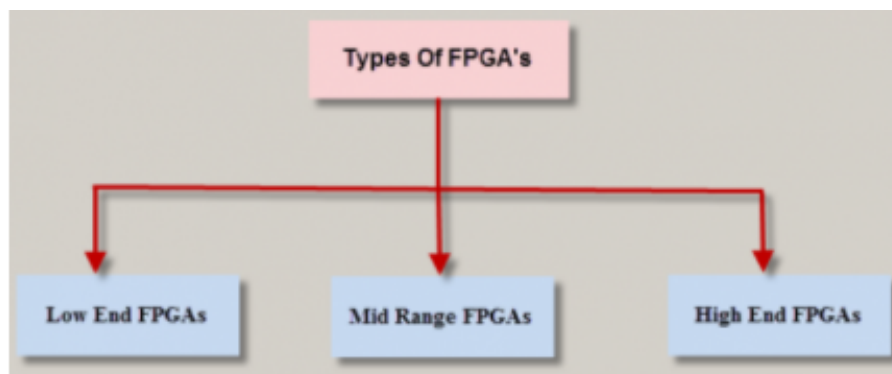 Types Of FPGA's
Low End FPGAs
Mid Range FPGAs
High End FPGAs